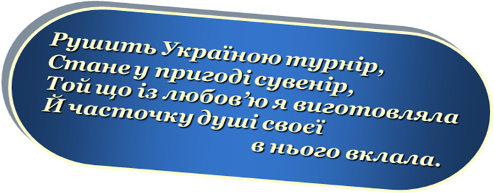 Рушить Україною турнір,
Стане у пригоді сувенір,
Той що із любов’ю я виготовляла
Й часточку душі своєї
в нього вклала.